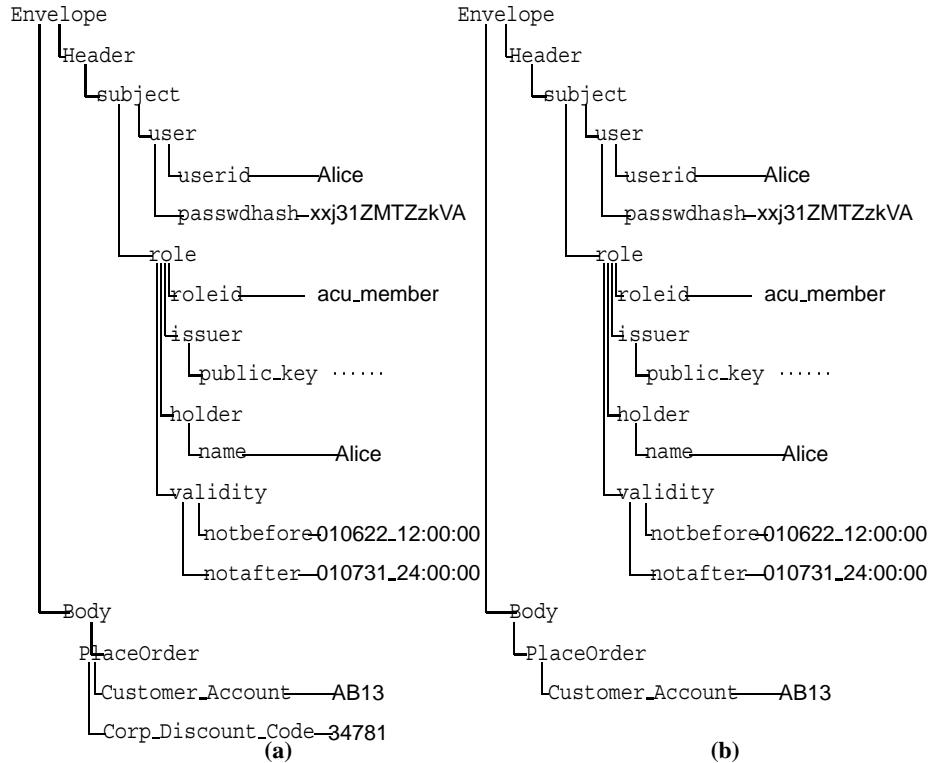 Envelope Envelope
Header Header
subject subject
user user
userid Alice userid Alice
passwdhash xxj31ZMTZzkVA passwdhash xxj31ZMTZzkVA
role role
roleid acu_member roleid acu_member
issuer issuer
public_key ...... public_key ......
holder holder
name Alice name Alice
validity validity
notbefore 010622_12:00:00 notbefore 010622_12:00:00
notafter 010731_24:00:00 notafter 010731_24:00:00
Body Body
PlaceOrder PlaceOrder
Customer_Account AB13 Customer_Account AB13
Corp_Discount_Code 34781
(a) (b)